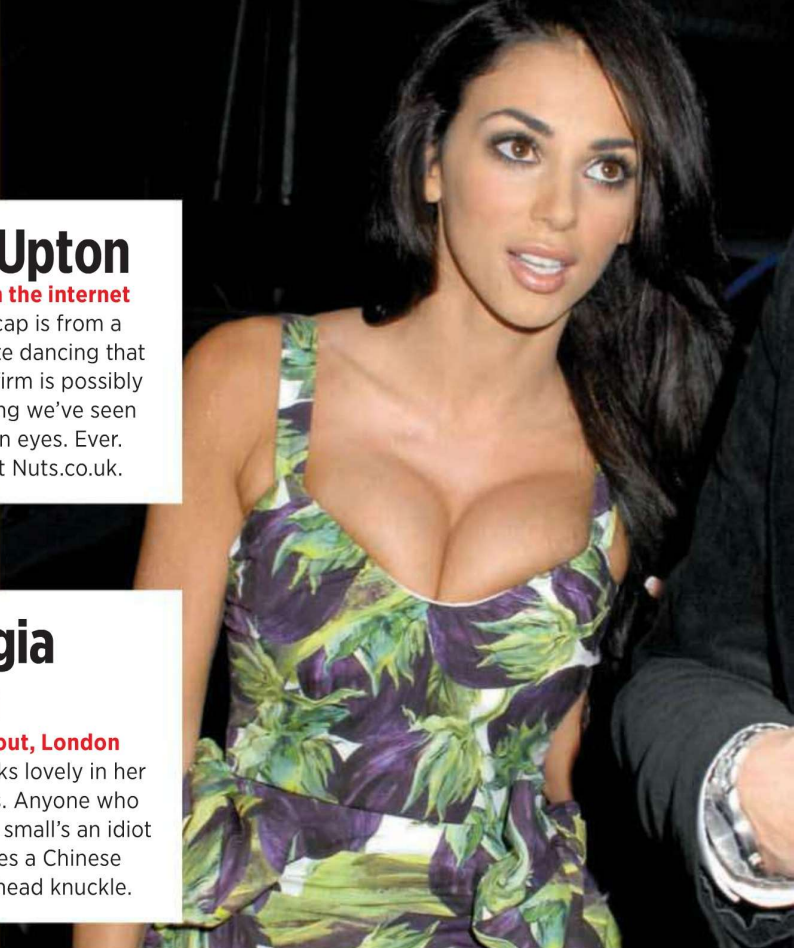 Upton
the internet
cap is from a
e dancing that
irm is possibly
ng we've seen
n eyes. Ever.
t Nuts.co.uk.
gia
out, London
ks lovely in her
. Anyone who
small's an idiot
es a Chinese
head knuckle.